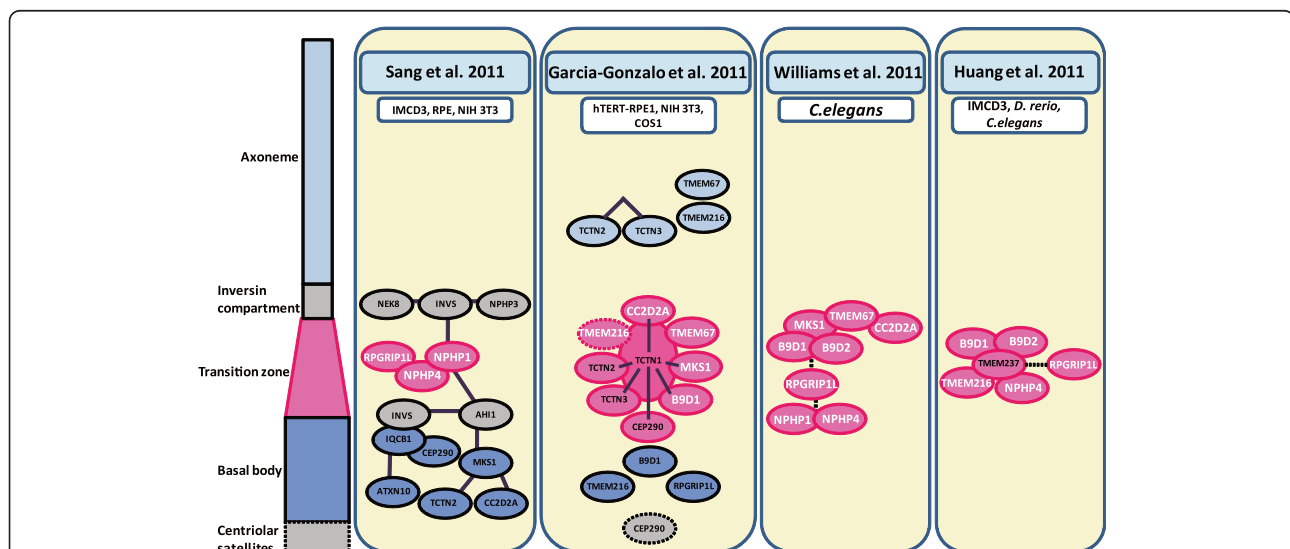 Sang et al. 2011
Garcia-Gonzalo et al. 2011
Williams et al. 2011
Huang et al. 2011
IMCD3, RPE, NIH 3T3
hTERT-RPE1, NIH 3T3,
COS1
C.elegans
IMCD3, D. rerio,
C.elegans
Axoneme
Inversin
compartment
Transition zone
Basal body
Centriolar
satellites
NEK8
INVS
NPHP3
RPGRIP1L
NPHP1
NPHP4
INVS
AHI1
IQCB1
CEP290
MKS1
ATXN10
TCTN2
CC2D2A
TMEM67
TMEM216
TCTN2
TCTN3
CC2D2A
TMEM216
TMEM67
TCTN1
TCTN2
MKS1
TCTN3
B9D1
CEP290
B9D1
TMEM216
RPGRIP1L
CEP290
MKS1
TMEM67
CC2D2A
B9D1
B9D2
RPGRIP1L
NPHP1
NPHP4
B9D1
B9D2
TMEM237
RPGRIP1L
TMEM216
NPHP4